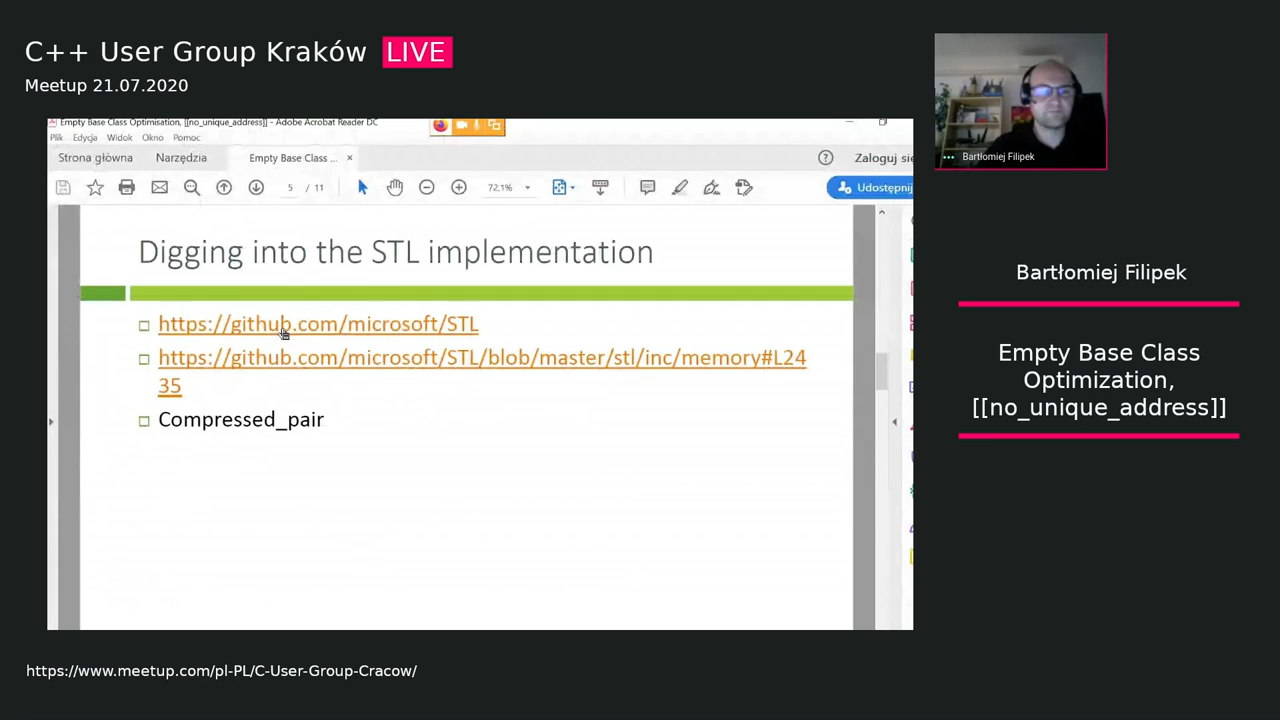 C++ User Group Kraków LIVE
Meetup 21.07.2020
Bartłomiej Filipek
Empty Base Class Optimisation, [[no_unique_address]] - Adobe Acrobat Reader DC
Plik Edycja Widok Okno Pomoc
Strona główna Narzędzia Empty Base Class ... × ? Zaloguj się
5 / 11 72,1% Udostępnij
Digging into the STL implementation
https://github.com/microsoft/STL
https://github.com/microsoft/STL/blob/master/stl/inc/memory#L24
35
Compressed_pair
Bartłomiej Filipek
Empty Base Class
Optimization,
[[no_unique_address]]
https://www.meetup.com/pl-PL/C-User-Group-Cracow/